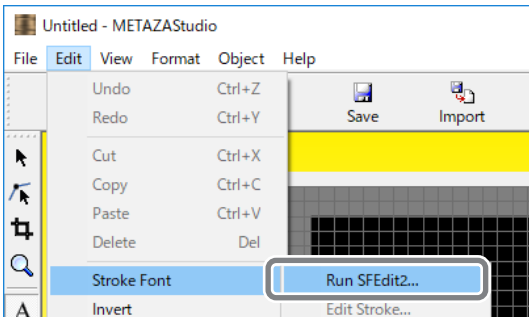 Untitled - METAZAStudio
File Edit View Format Object Help
Undo Ctrl+Z
Redo Ctrl+Y
Save Import
Cut Ctrl+X
Copy Ctrl+C
Paste Ctrl+V
Delete Del
Stroke Font Run SFEdit2...
Invert Edit Stroke...
A